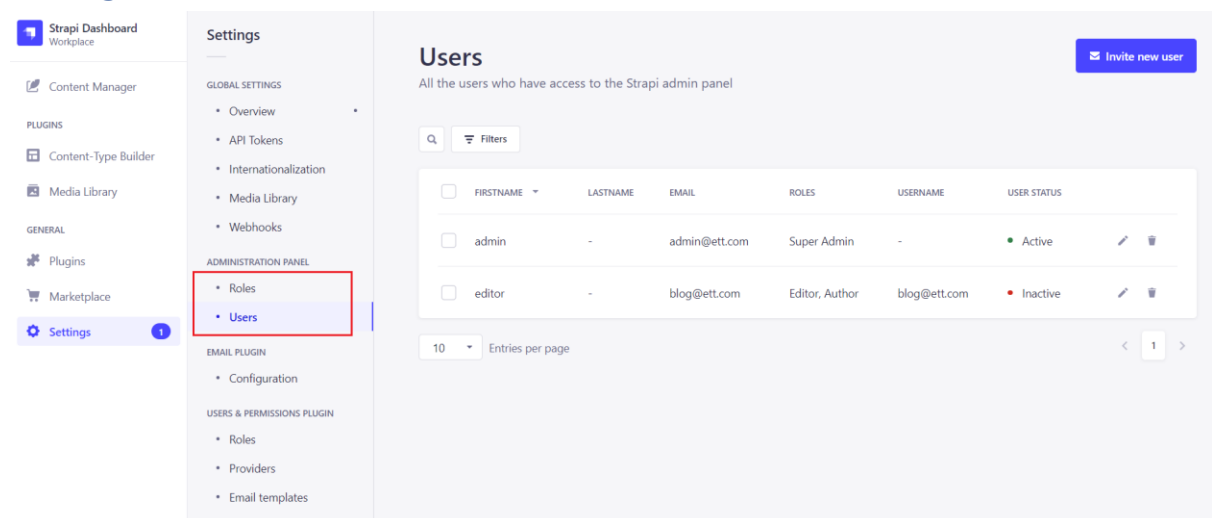 Strapi Dashboard
Workplace
Content Manager
PLUGINS
Content-Type Builder
Media Library
GENERAL
Plugins
Marketplace
Settings 1
Settings
GLOBAL SETTINGS
• Overview •
• API Tokens
• Internationalization
• Media Library
• Webhooks
ADMINISTRATION PANEL
• Roles
• Users
EMAIL PLUGIN
• Configuration
USERS & PERMISSIONS PLUGIN
• Roles
• Providers
• Email templates
Users
All the users who have access to the Strapi admin panel
Invite new user
Filters
FIRSTNAME LASTNAME EMAIL ROLES USERNAME USER STATUS
admin - admin@ett.com Super Admin - • Active
editor - blog@ett.com Editor, Author blog@ett.com • Inactive
10 Entries per page < 1 >